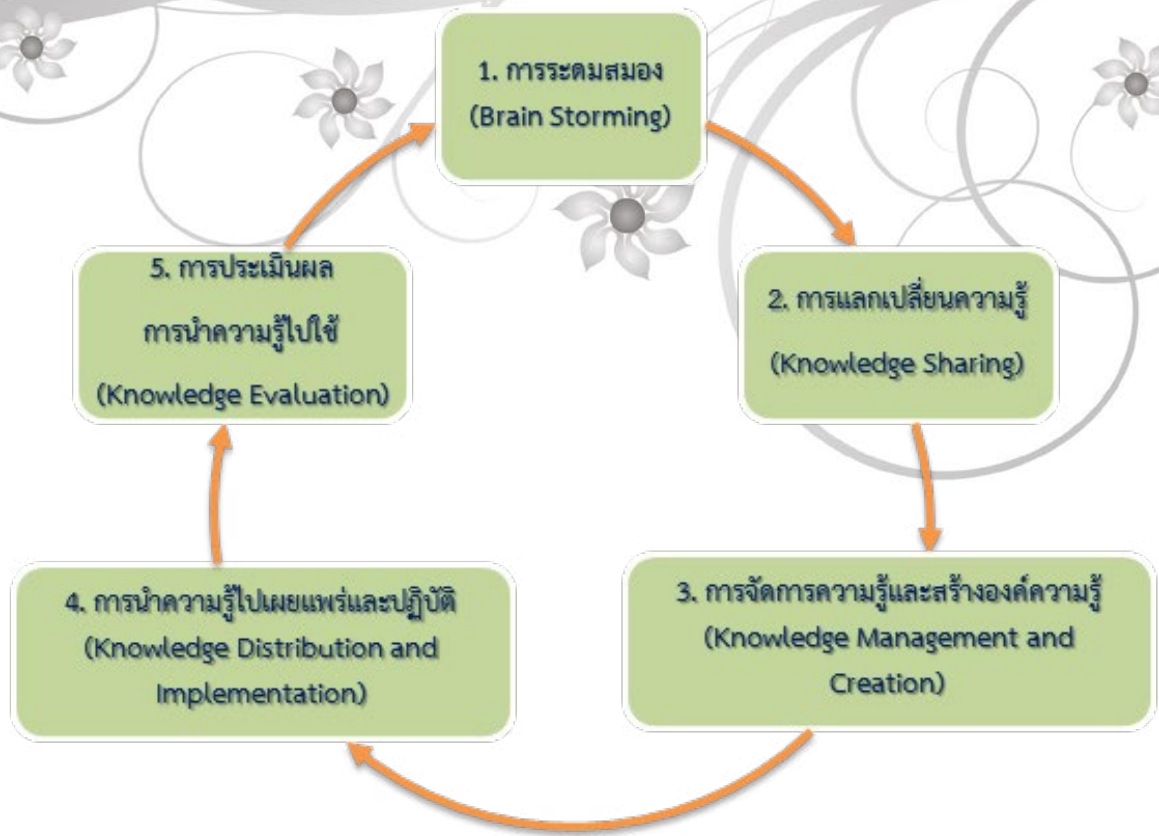 1. การระดมสมอง
(Brain Storming)
2. การแลกเปลี่ยนความรู้
(Knowledge Sharing)
3. การจัดการความรู้และสร้างองค์ความรู้
(Knowledge Management and
Creation)
4. การนำความรู้ไปเผยแพร่และปฏิบัติ
(Knowledge Distribution and
Implementation)
5. การประเมินผล
การนำความรู้ไปใช้
(Knowledge Evaluation)